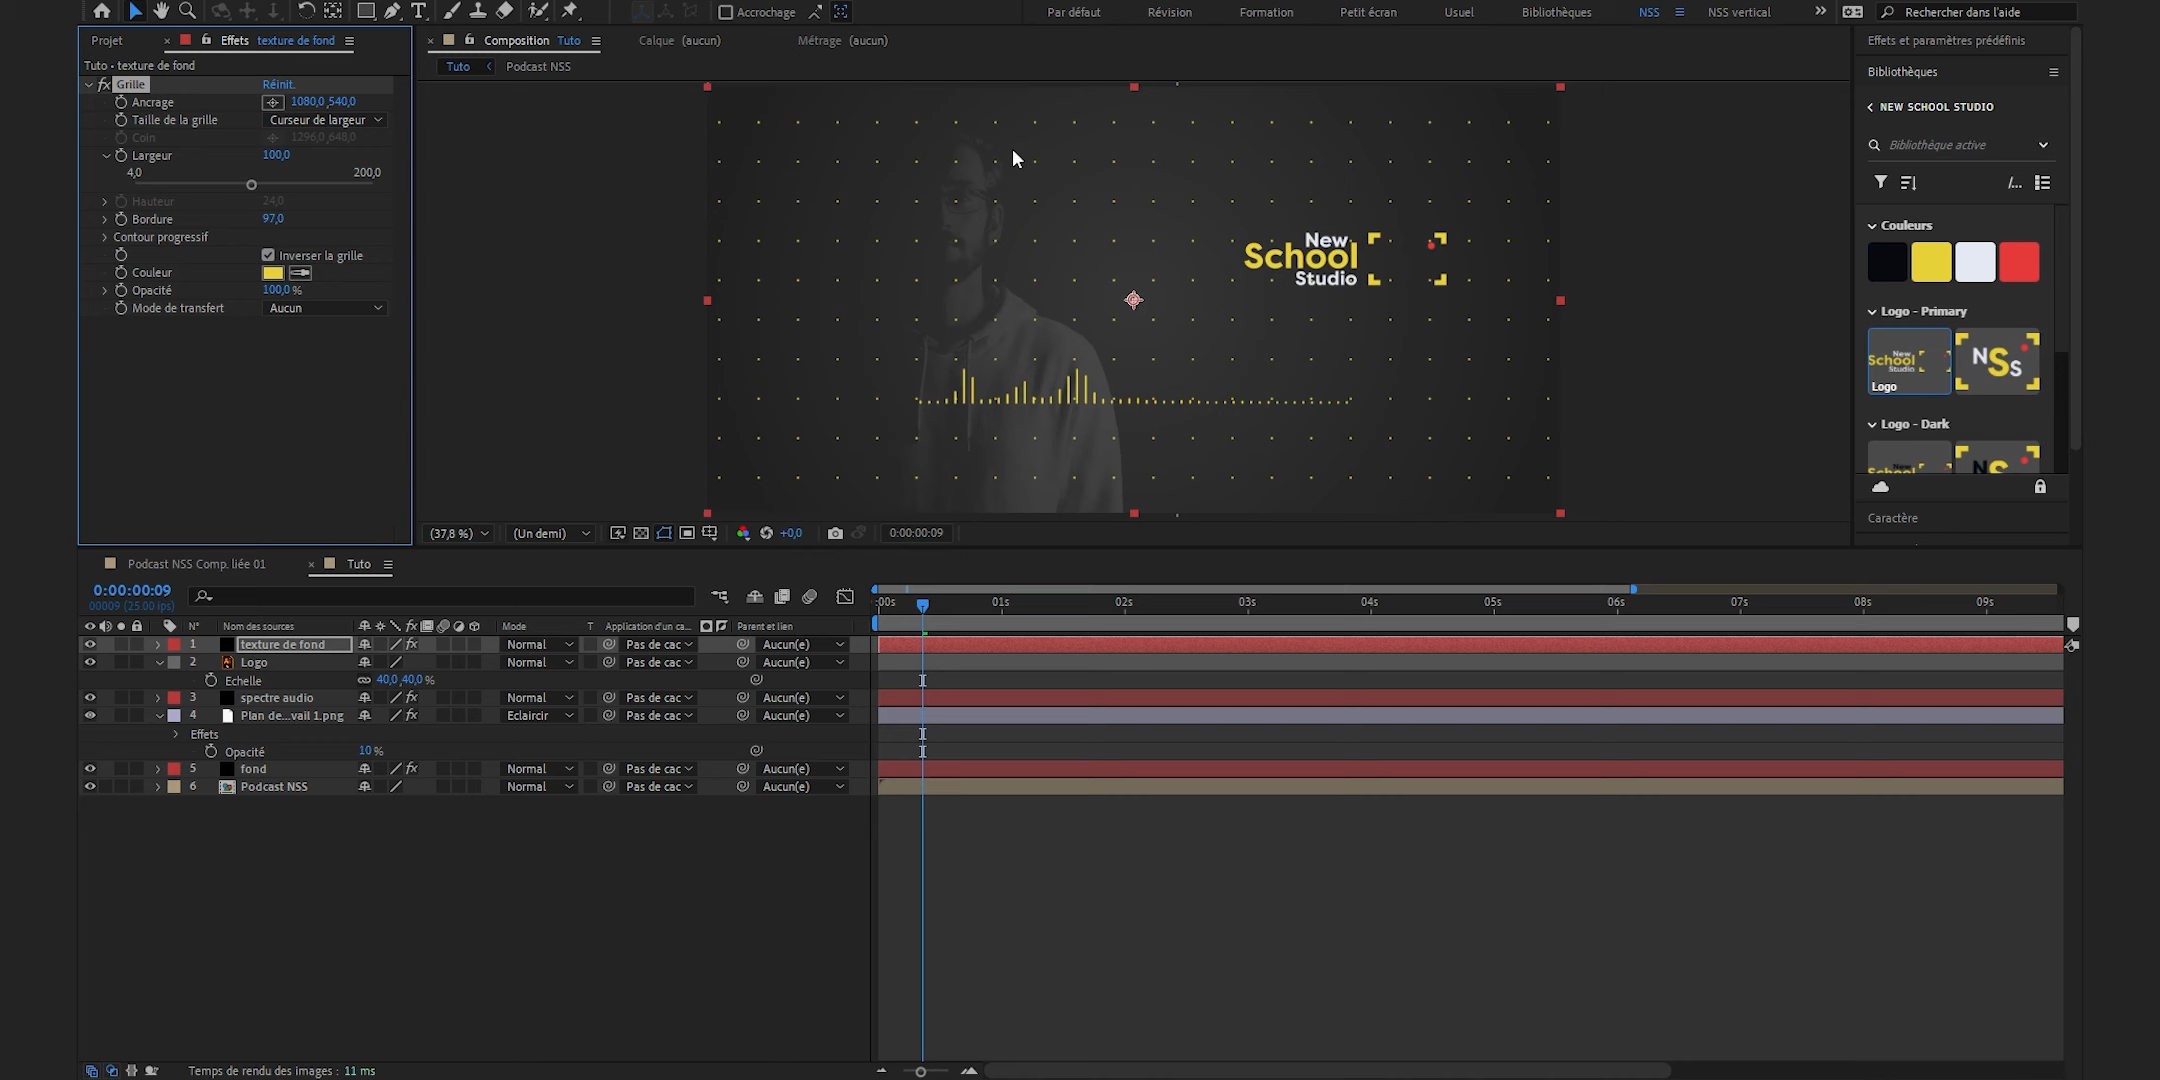 Accrochage
Par défaut
Révision
Formation
Petit écran
Usuel
Bibliothèques
NSS
NSS vertical
Rechercher dans l'aide
Projet
Effets texture de fond
Tuto • texture de fond
fx Grille
Réinit.
Ancrage
1080,0 ,540,0
Taille de la grille
Curseur de largeur
Coin
1296,0 ,648,0
Largeur
100,0
4,0
200,0
Hauteur
24,0
Bordure
97,0
Contour progressif
Inverser la grille
Couleur
Opacité
100,0 %
Mode de transfert
Aucun
Composition Tuto
Calque (aucun)
Métrage (aucun)
Tuto
Podcast NSS
New
School
Studio
(37,8 %)
(Un demi)
+0,0
0:00:00:09
Effets et paramètres prédéfinis
Bibliothèques
NEW SCHOOL STUDIO
Bibliothèque active
Couleurs
Logo - Primary
New
School
Studio
Logo
NSs
Logo - Dark
Caractère
Podcast NSS Comp. liée 01
Tuto
0:00:00:09
00009 (25.00 ips)
:00s
01s
02s
03s
04s
05s
06s
07s
08s
09s
N°
Nom des sources
Mode
T
Application d'un ca...
Parent et lien
1 texture de fond Normal Pas de cac Aucun(e)
2 Logo Normal Pas de cac Aucun(e)
Echelle 40,0 ,40,0 %
3 spectre audio Normal Pas de cac Aucun(e)
4 Plan de...vail 1.png Eclaircir Pas de cac Aucun(e)
Effets
Opacité 10 %
5 fond Normal Pas de cac Aucun(e)
6 Podcast NSS Normal Pas de cac Aucun(e)
Temps de rendu des images : 11 ms